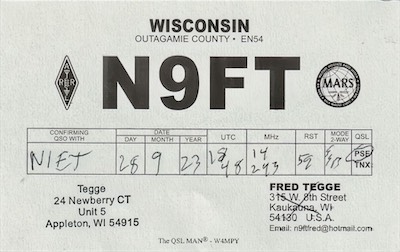 WISCONSIN
OUTAGAMIE COUNTY • EN54
N9FT
ARRL
MARS
CONFIRMING QSO WITH DATE DAY MONTH YEAR UTC MHz RST MODE 2-WAY QSL
N1ET 28 9 23 1848 14 243 59 PSE TNX
Tegge
24 Newberry CT
Unit 5
Appleton, WI 54915
FRED TEGGE
315 W. 8th Street
Kaukauna, WI
54130 U.S.A.
Email: n9ftfred@hotmail.com
The QSL MAN® - W4MPY